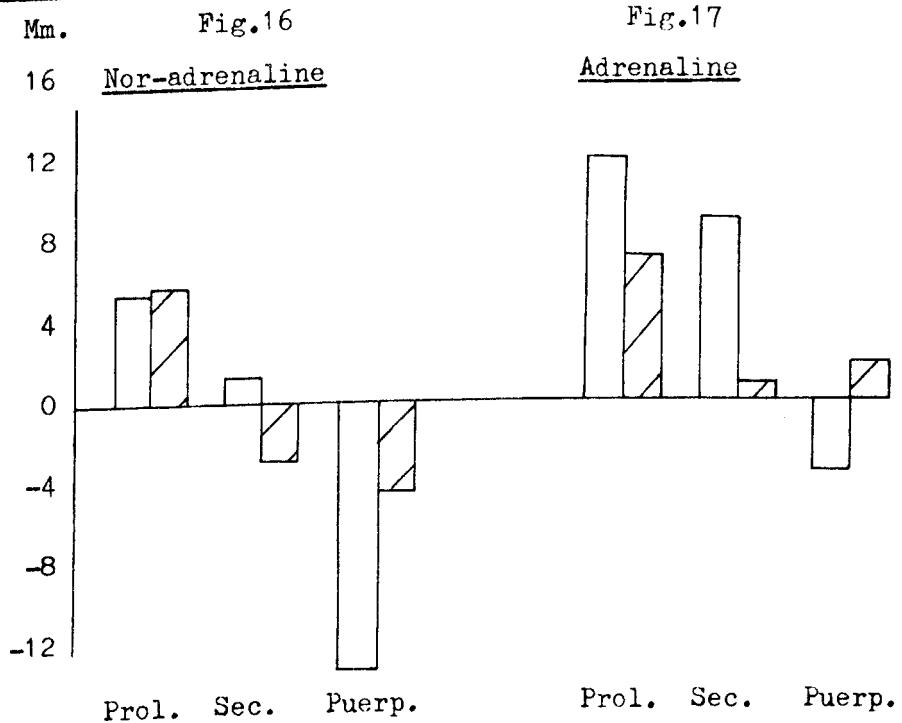 Mm.
Fig.16
Fig.17
Nor-adrenaline
Adrenaline
16
12
8
4
0
-4
-8
-12
Prol. Sec. Puerp.
Prol. Sec. Puerp.